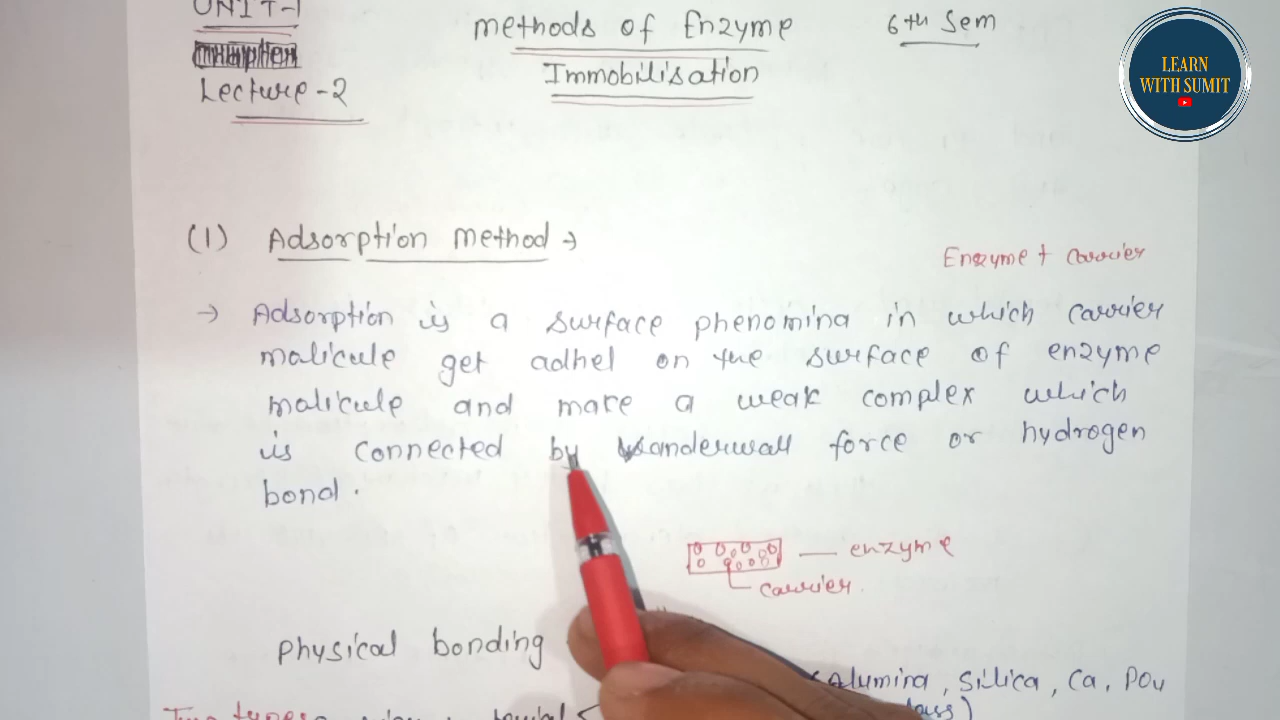 UNIT-1
methods of Enzyme
6th Sem
Immobilisation
Lecture-2
LEARN
WITH SUMIT
(1) Adsorption method →
Enzyme + carrier
→ Adsorption is a surface phenomina in which carrier
malicule get adhel on the surface of enzyme
malicule and make a weak complex which
is connected by vanderwall force or hydrogen
bond.
— enzyme
carrier
Physical bonding
(Alumina, Silica, Ca, Pou
Two types